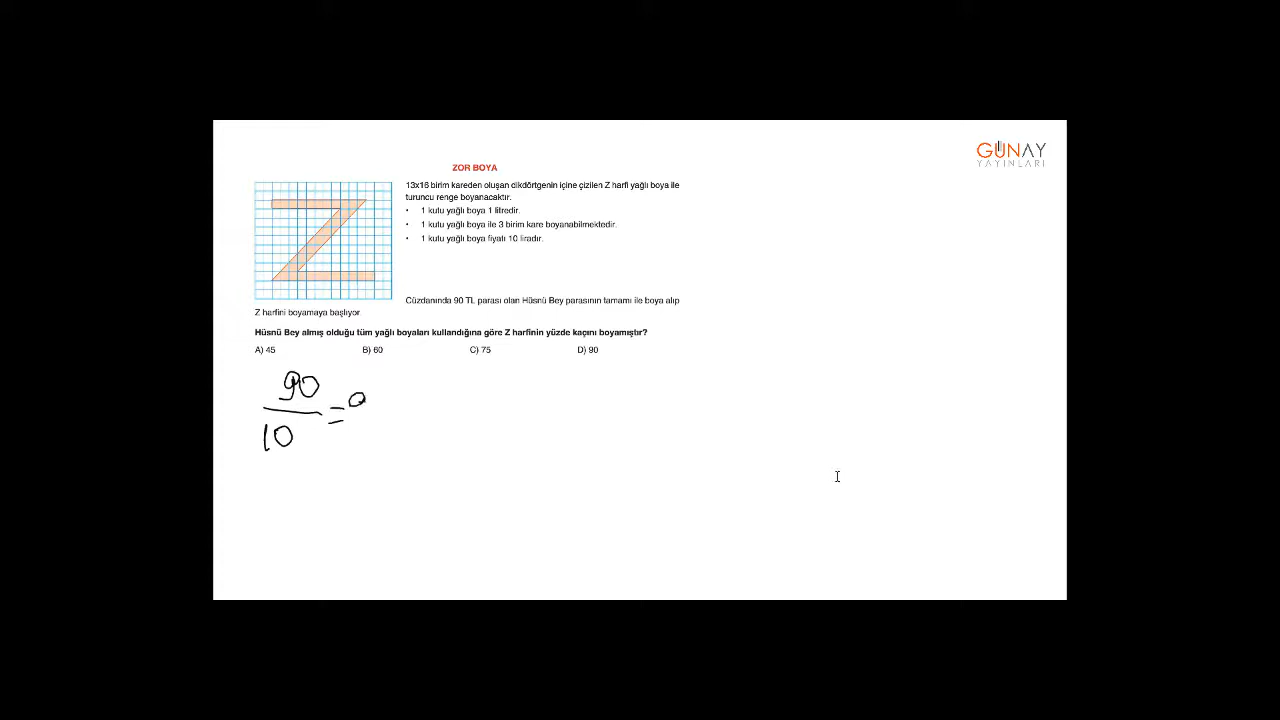 GÜNAY
YAYINLARI
ZOR BOYA
13x16 birim kareden oluşan dikdörtgenin içine çizilen Z harfi yağlı boya ile
turuncu renge boyanacaktır.
• 1 kutu yağlı boya 1 litredir.
• 1 kutu yağlı boya ile 3 birim kare boyanabilmektedir.
• 1 kutu yağlı boya fiyatı 10 liradır.
Cüzdanında 90 TL parası olan Hüsnü Bey parasının tamamı ile boya alıp
Z harfini boyamaya başlıyor.
Hüsnü Bey almış olduğu tüm yağlı boyaları kullandığına göre Z harfinin yüzde kaçını boyamıştır?
A) 45 B) 60 C) 75 D) 90
90
10 =